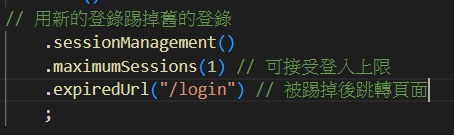 ()
// 用新的登錄踢掉舊的登錄
.sessionManagement()
.maximumSessions(1) // 可接受登入上限
.expiredUrl("/login") // 被踢掉後跳轉頁面
;